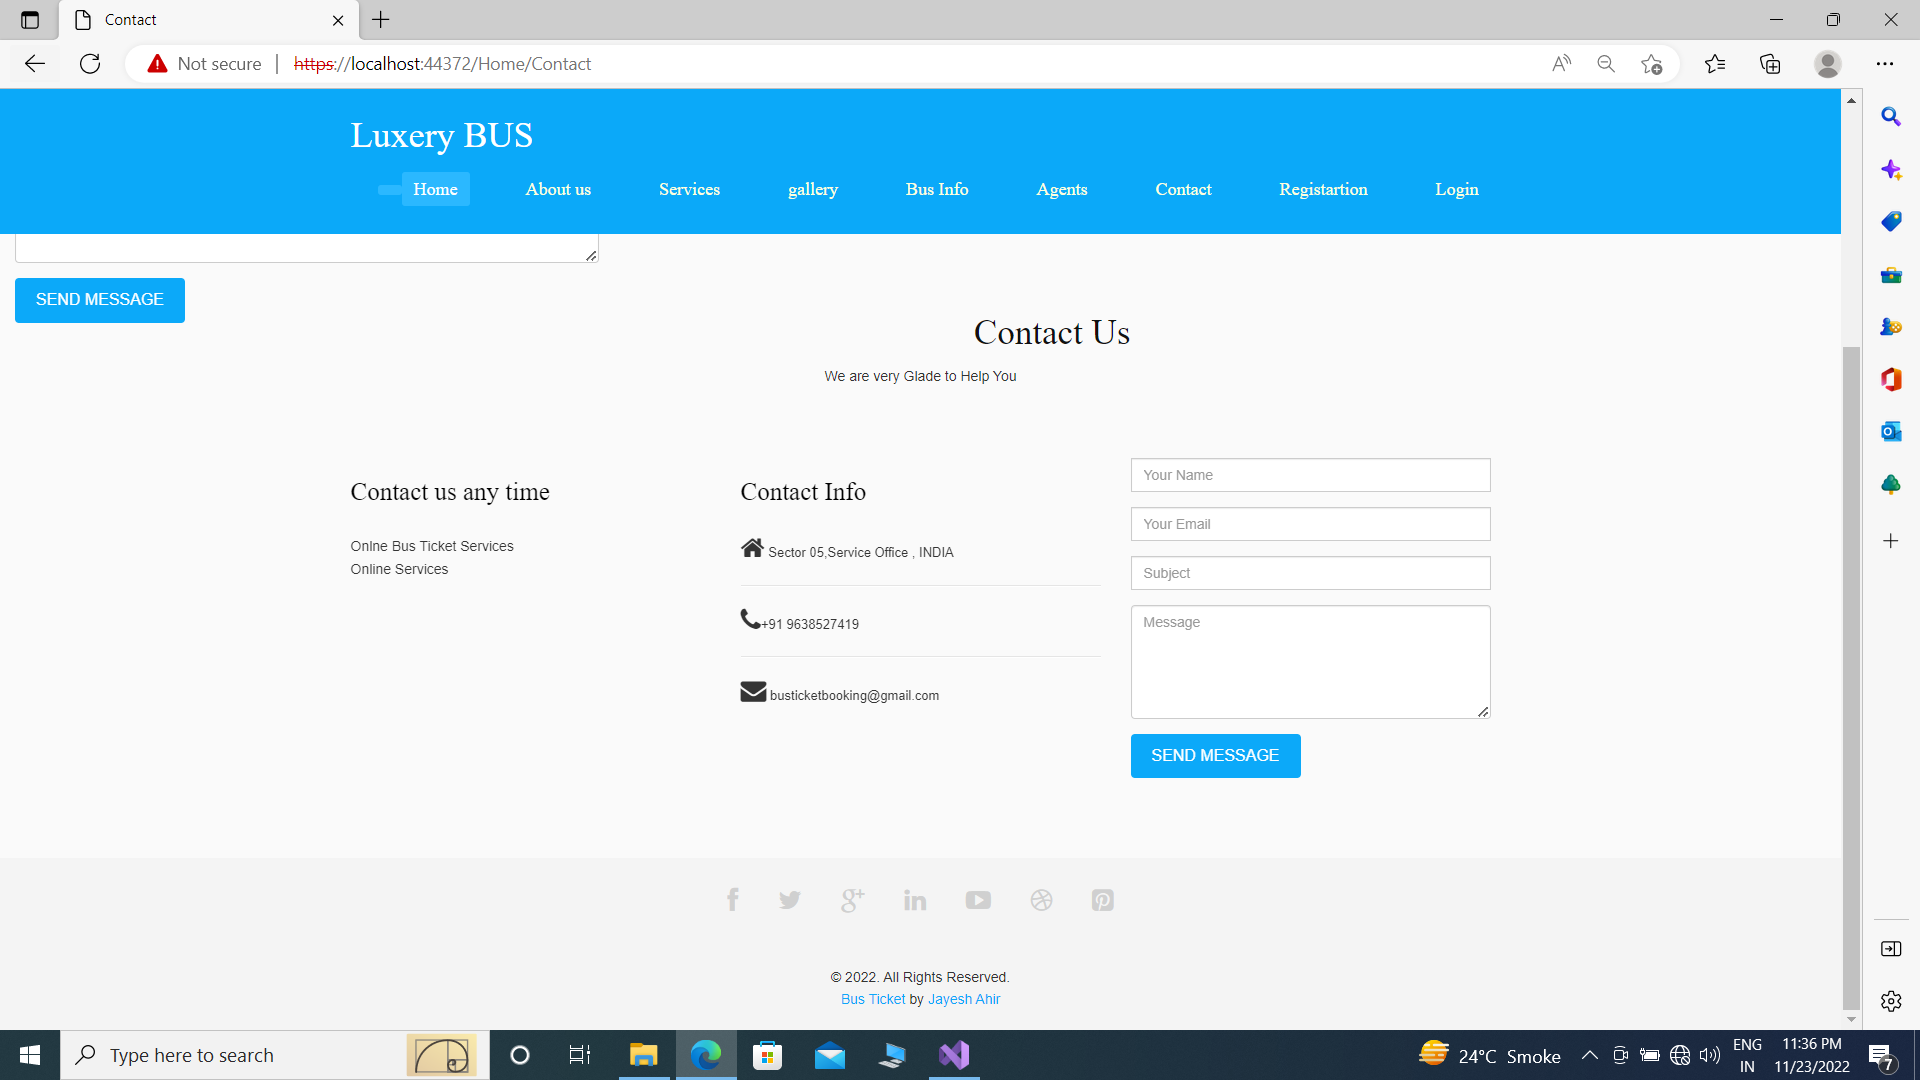 Contact
Not secure
https://localhost:44372/Home/Contact
Luxery BUS
Home
About us
Services
gallery
Bus Info
Agents
Contact
Registartion
Login
SEND MESSAGE
Contact Us
We are very Glade to Help You
Contact us any time
Onlne Bus Ticket Services
Online Services
Contact Info
Sector 05,Service Office , INDIA
+91 9638527419
busticketbooking@gmail.com
Your Name
Your Email
Subject
Message
SEND MESSAGE
© 2022. All Rights Reserved.
Bus Ticket by Jayesh Ahir
Type here to search
24°C Smoke
ENG
IN
11:36 PM
11/23/2022
7